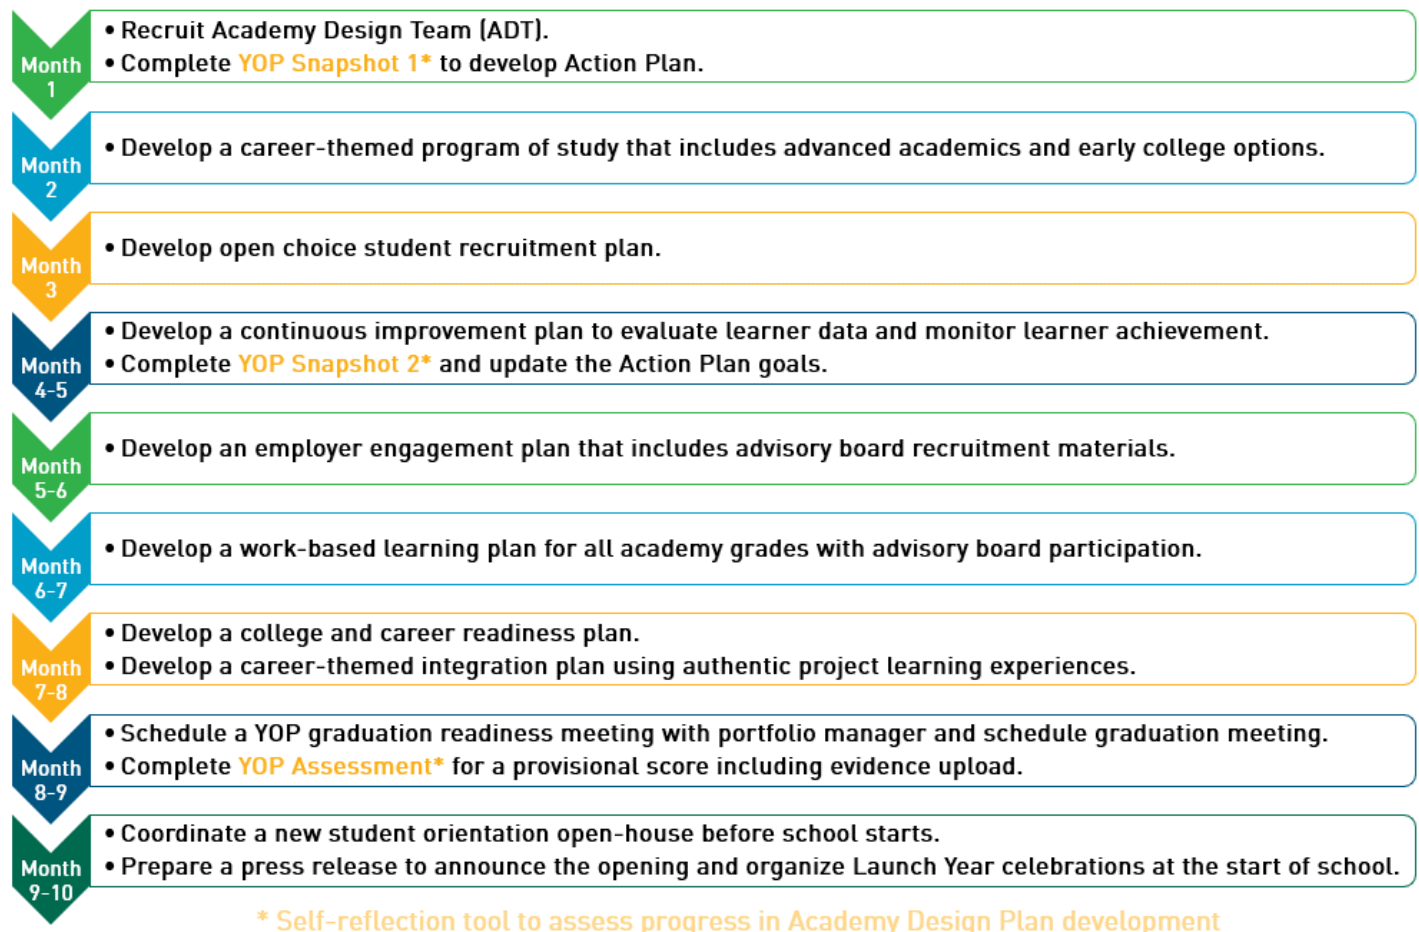 Month
1
• Recruit Academy Design Team (ADT).
• Complete YOP Snapshot 1* to develop Action Plan.
Month
2
• Develop a career-themed program of study that includes advanced academics and early college options.
Month
3
• Develop open choice student recruitment plan.
Month
4-5
• Develop a continuous improvement plan to evaluate learner data and monitor learner achievement.
• Complete YOP Snapshot 2* and update the Action Plan goals.
Month
5-6
• Develop an employer engagement plan that includes advisory board recruitment materials.
Month
6-7
• Develop a work-based learning plan for all academy grades with advisory board participation.
Month
7-8
• Develop a college and career readiness plan.
• Develop a career-themed integration plan using authentic project learning experiences.
Month
8-9
• Schedule a YOP graduation readiness meeting with portfolio manager and schedule graduation meeting.
• Complete YOP Assessment* for a provisional score including evidence upload.
Month
9-10
• Coordinate a new student orientation open-house before school starts.
• Prepare a press release to announce the opening and organize Launch Year celebrations at the start of school.
* Self-reflection tool to assess progress in Academy Design Plan development